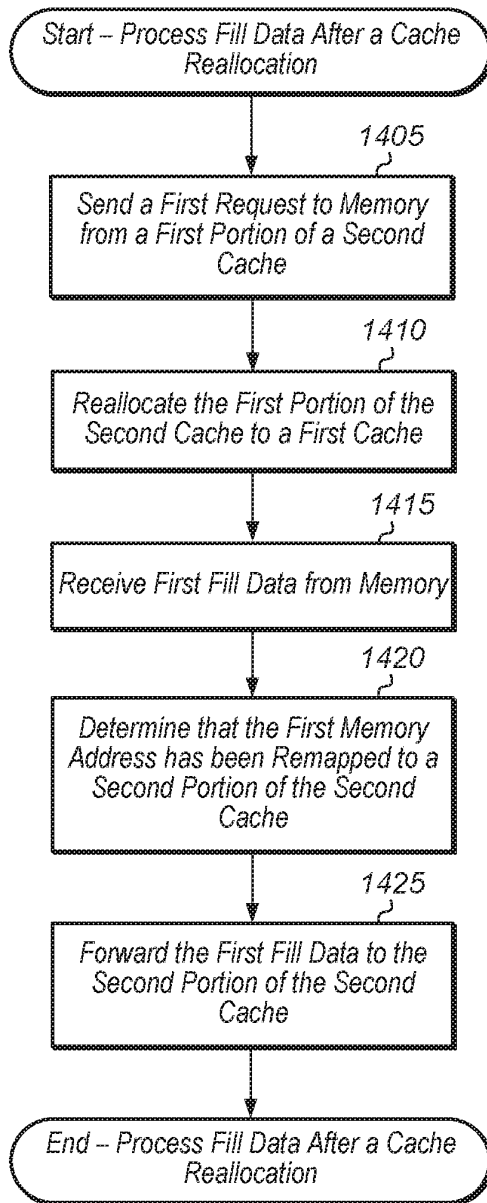 Start – Process Fill Data After a Cache
Reallocation
1405
Send a First Request to Memory
from a First Portion of a Second
Cache
1410
Reallocate the First Portion of the
Second Cache to a First Cache
1415
Receive First Fill Data from Memory
1420
Determine that the First Memory
Address has been Remapped to a
Second Portion of the Second
Cache
1425
Forward the First Fill Data to the
Second Portion of the Second
Cache
End – Process Fill Data After a Cache
Reallocation